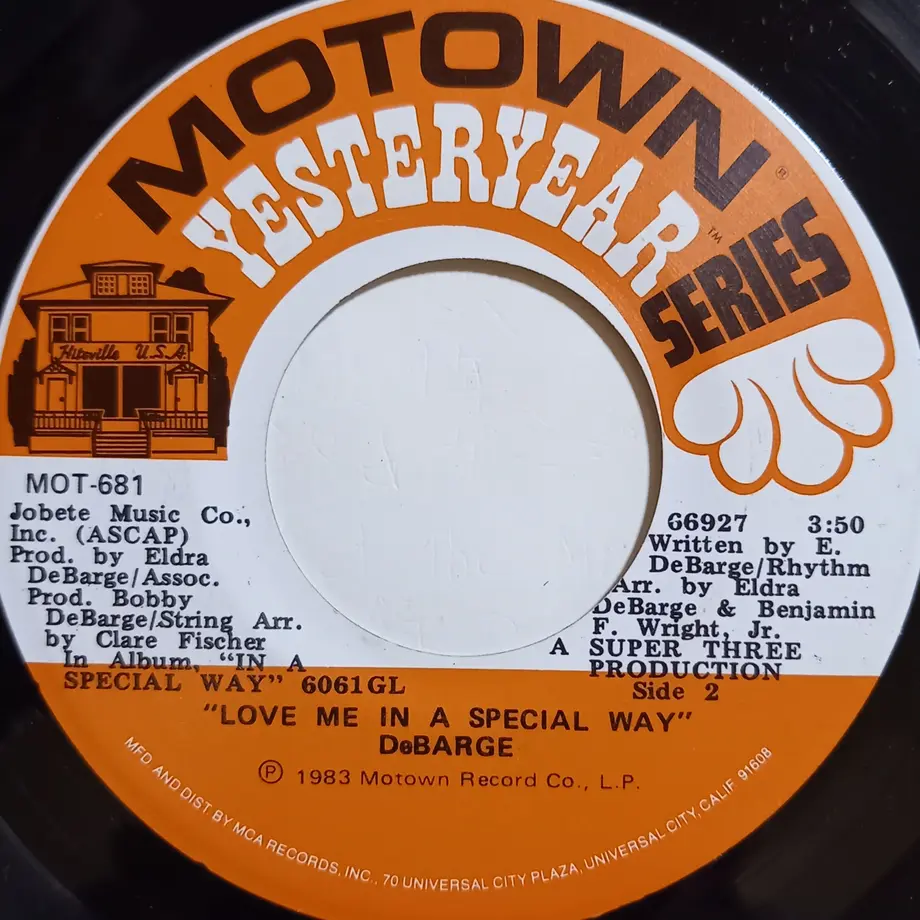 MOTOWN ®
YESTERYEAR ™
SERIES
Hitsville U.S.A.
MOT-681
Jobete Music Co.,
Inc. (ASCAP)
Prod. by Eldra
DeBarge/Assoc.
Prod. Bobby
DeBarge/String Arr.
by Clare Fischer
In Album, "IN A
SPECIAL WAY" 6061GL
66927 3:50
Written by E.
DeBarge/Rhythm
Arr. by Eldra
DeBarge & Benjamin
F. Wright, Jr.
A SUPER THREE
PRODUCTION
Side 2
"LOVE ME IN A SPECIAL WAY"
DeBARGE
℗ 1983 Motown Record Co., L.P.
MFD AND DIST BY MCA RECORDS, INC., 70 UNIVERSAL CITY PLAZA, UNIVERSAL CITY, CALIF 91608